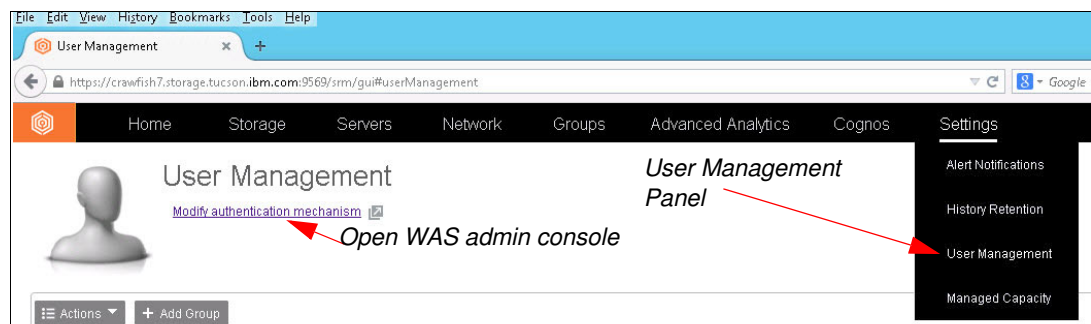 File Edit View History Bookmarks Tools Help
User Management × +
https://crawfish7.storage.tucson.ibm.com:9569/srm/gui#userManagement
8 Google
Home Storage Servers Network Groups Advanced Analytics Cognos Settings
Alert Notifications
History Retention
User Management
Managed Capacity
User Management
Modify authentication mechanism
Open WAS admin console
User Management
Panel
Actions
+ Add Group